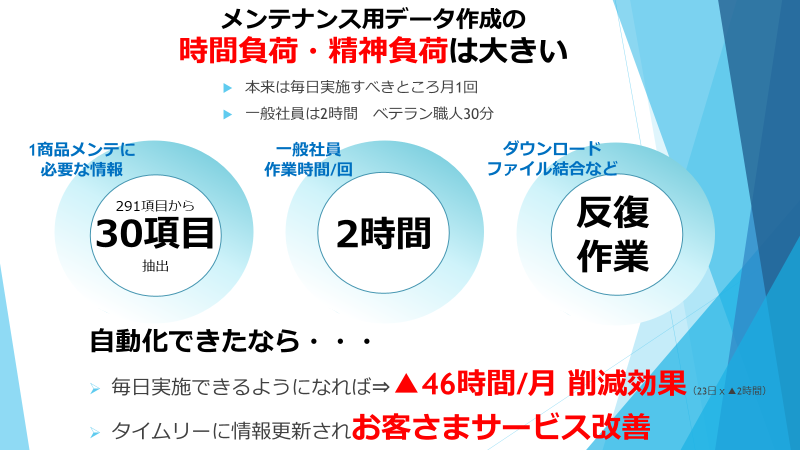 メンテナンス用データ作成の
時間負荷・精神負荷は大きい
本来は毎日実施すべきところ月1回
一般社員は2時間　ベテラン職人30分
1商品メンテに
必要な情報
291項目から
30項目
抽出
一般社員
作業時間/回
2時間
ダウンロード
ファイル結合など
反復
作業
自動化できたなら・・・
毎日実施できるようになれば⇒▲46時間/月 削減効果（23日ｘ▲2時間）
タイムリーに情報更新されお客さまサービス改善